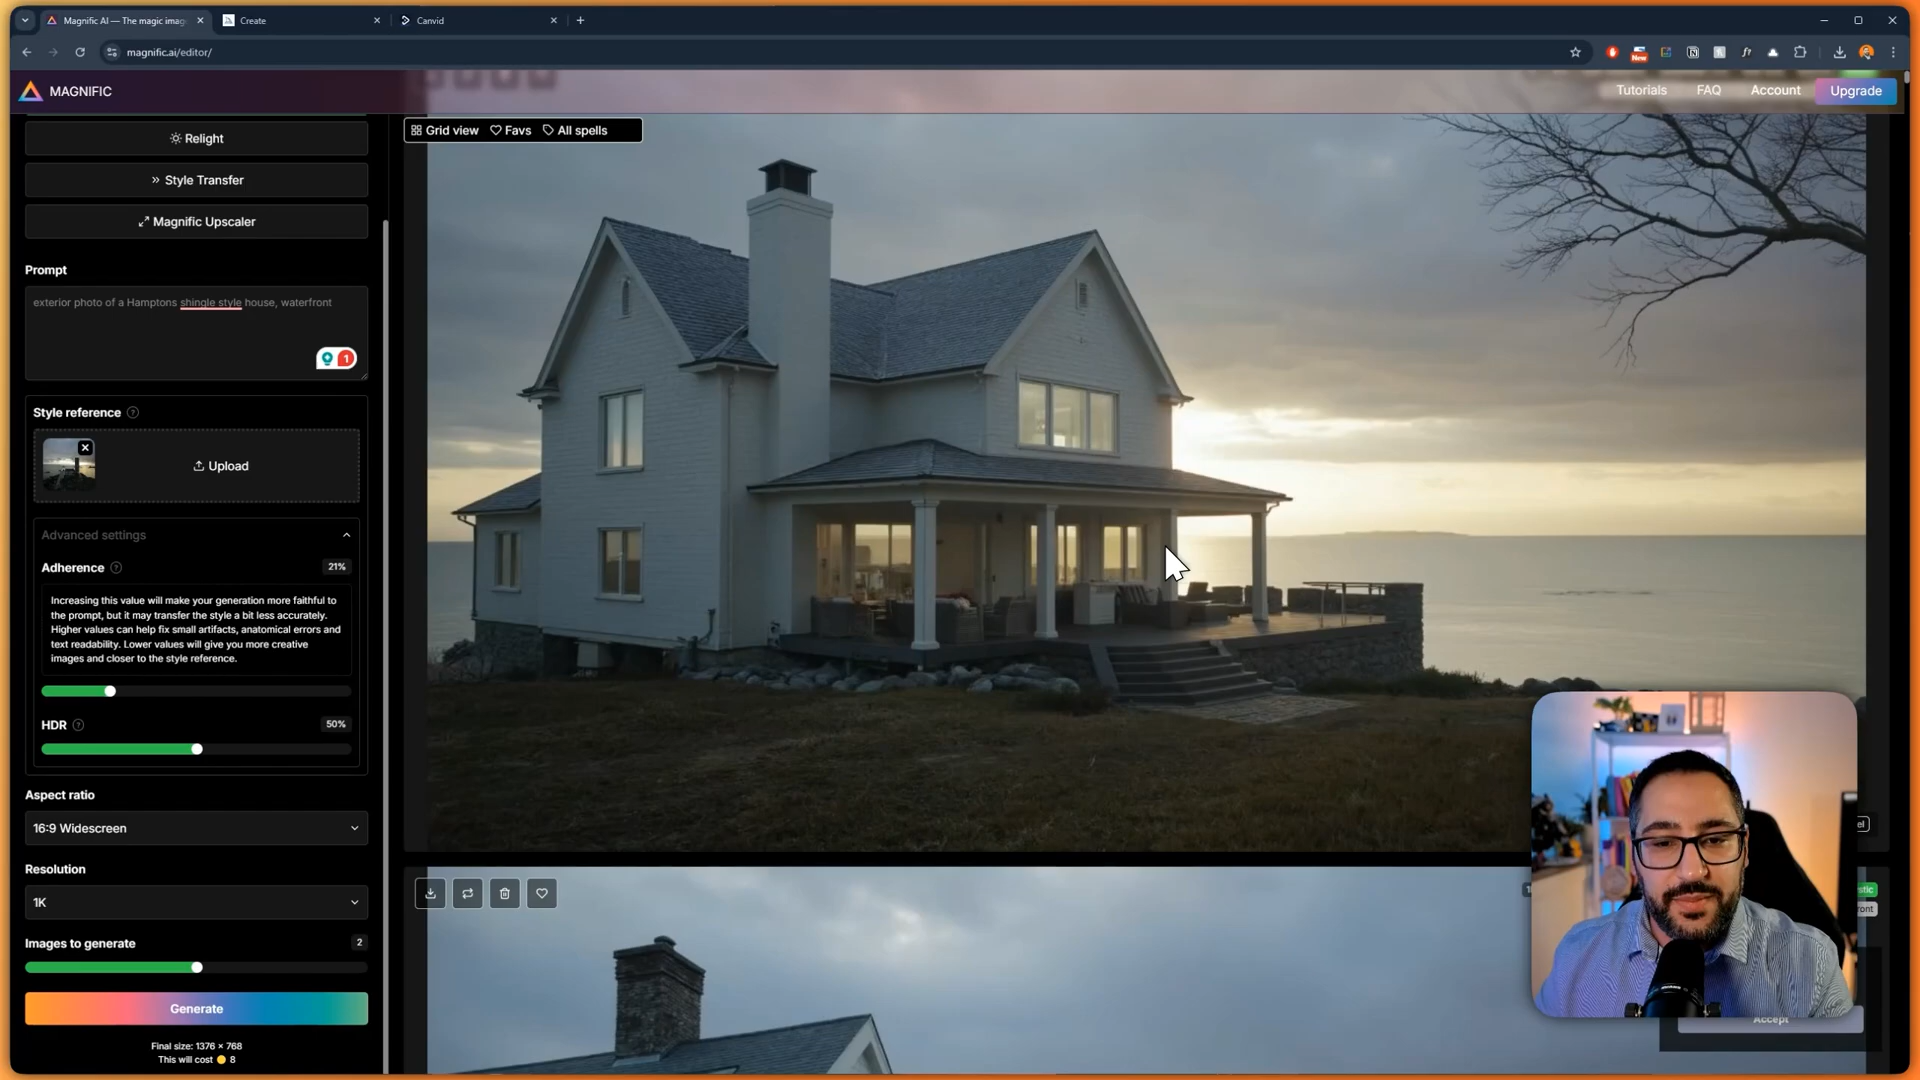 Magnific AI — The magic imag
Create
Canvid
magnific.ai/editor/
New
MAGNIFIC
Tutorials
FAQ
Account
Upgrade
Grid view
Favs
All spells
Relight
Style Transfer
Magnific Upscaler
Prompt
exterior photo of a Hamptons shingle style house, waterfront
1
Style reference
Upload
Advanced settings
Adherence
21%
Increasing this value will make your generation more faithful to
the prompt, but it may transfer the style a bit less accurately.
Higher values can help fix small artifacts, anatomical errors and
text readability. Lower values will give you more creative
images and closer to the style reference.
HDR
50%
Aspect ratio
16:9 Widescreen
Resolution
1K
Images to generate
2
Generate
Final size: 1376 × 768
This will cost 8
Accept